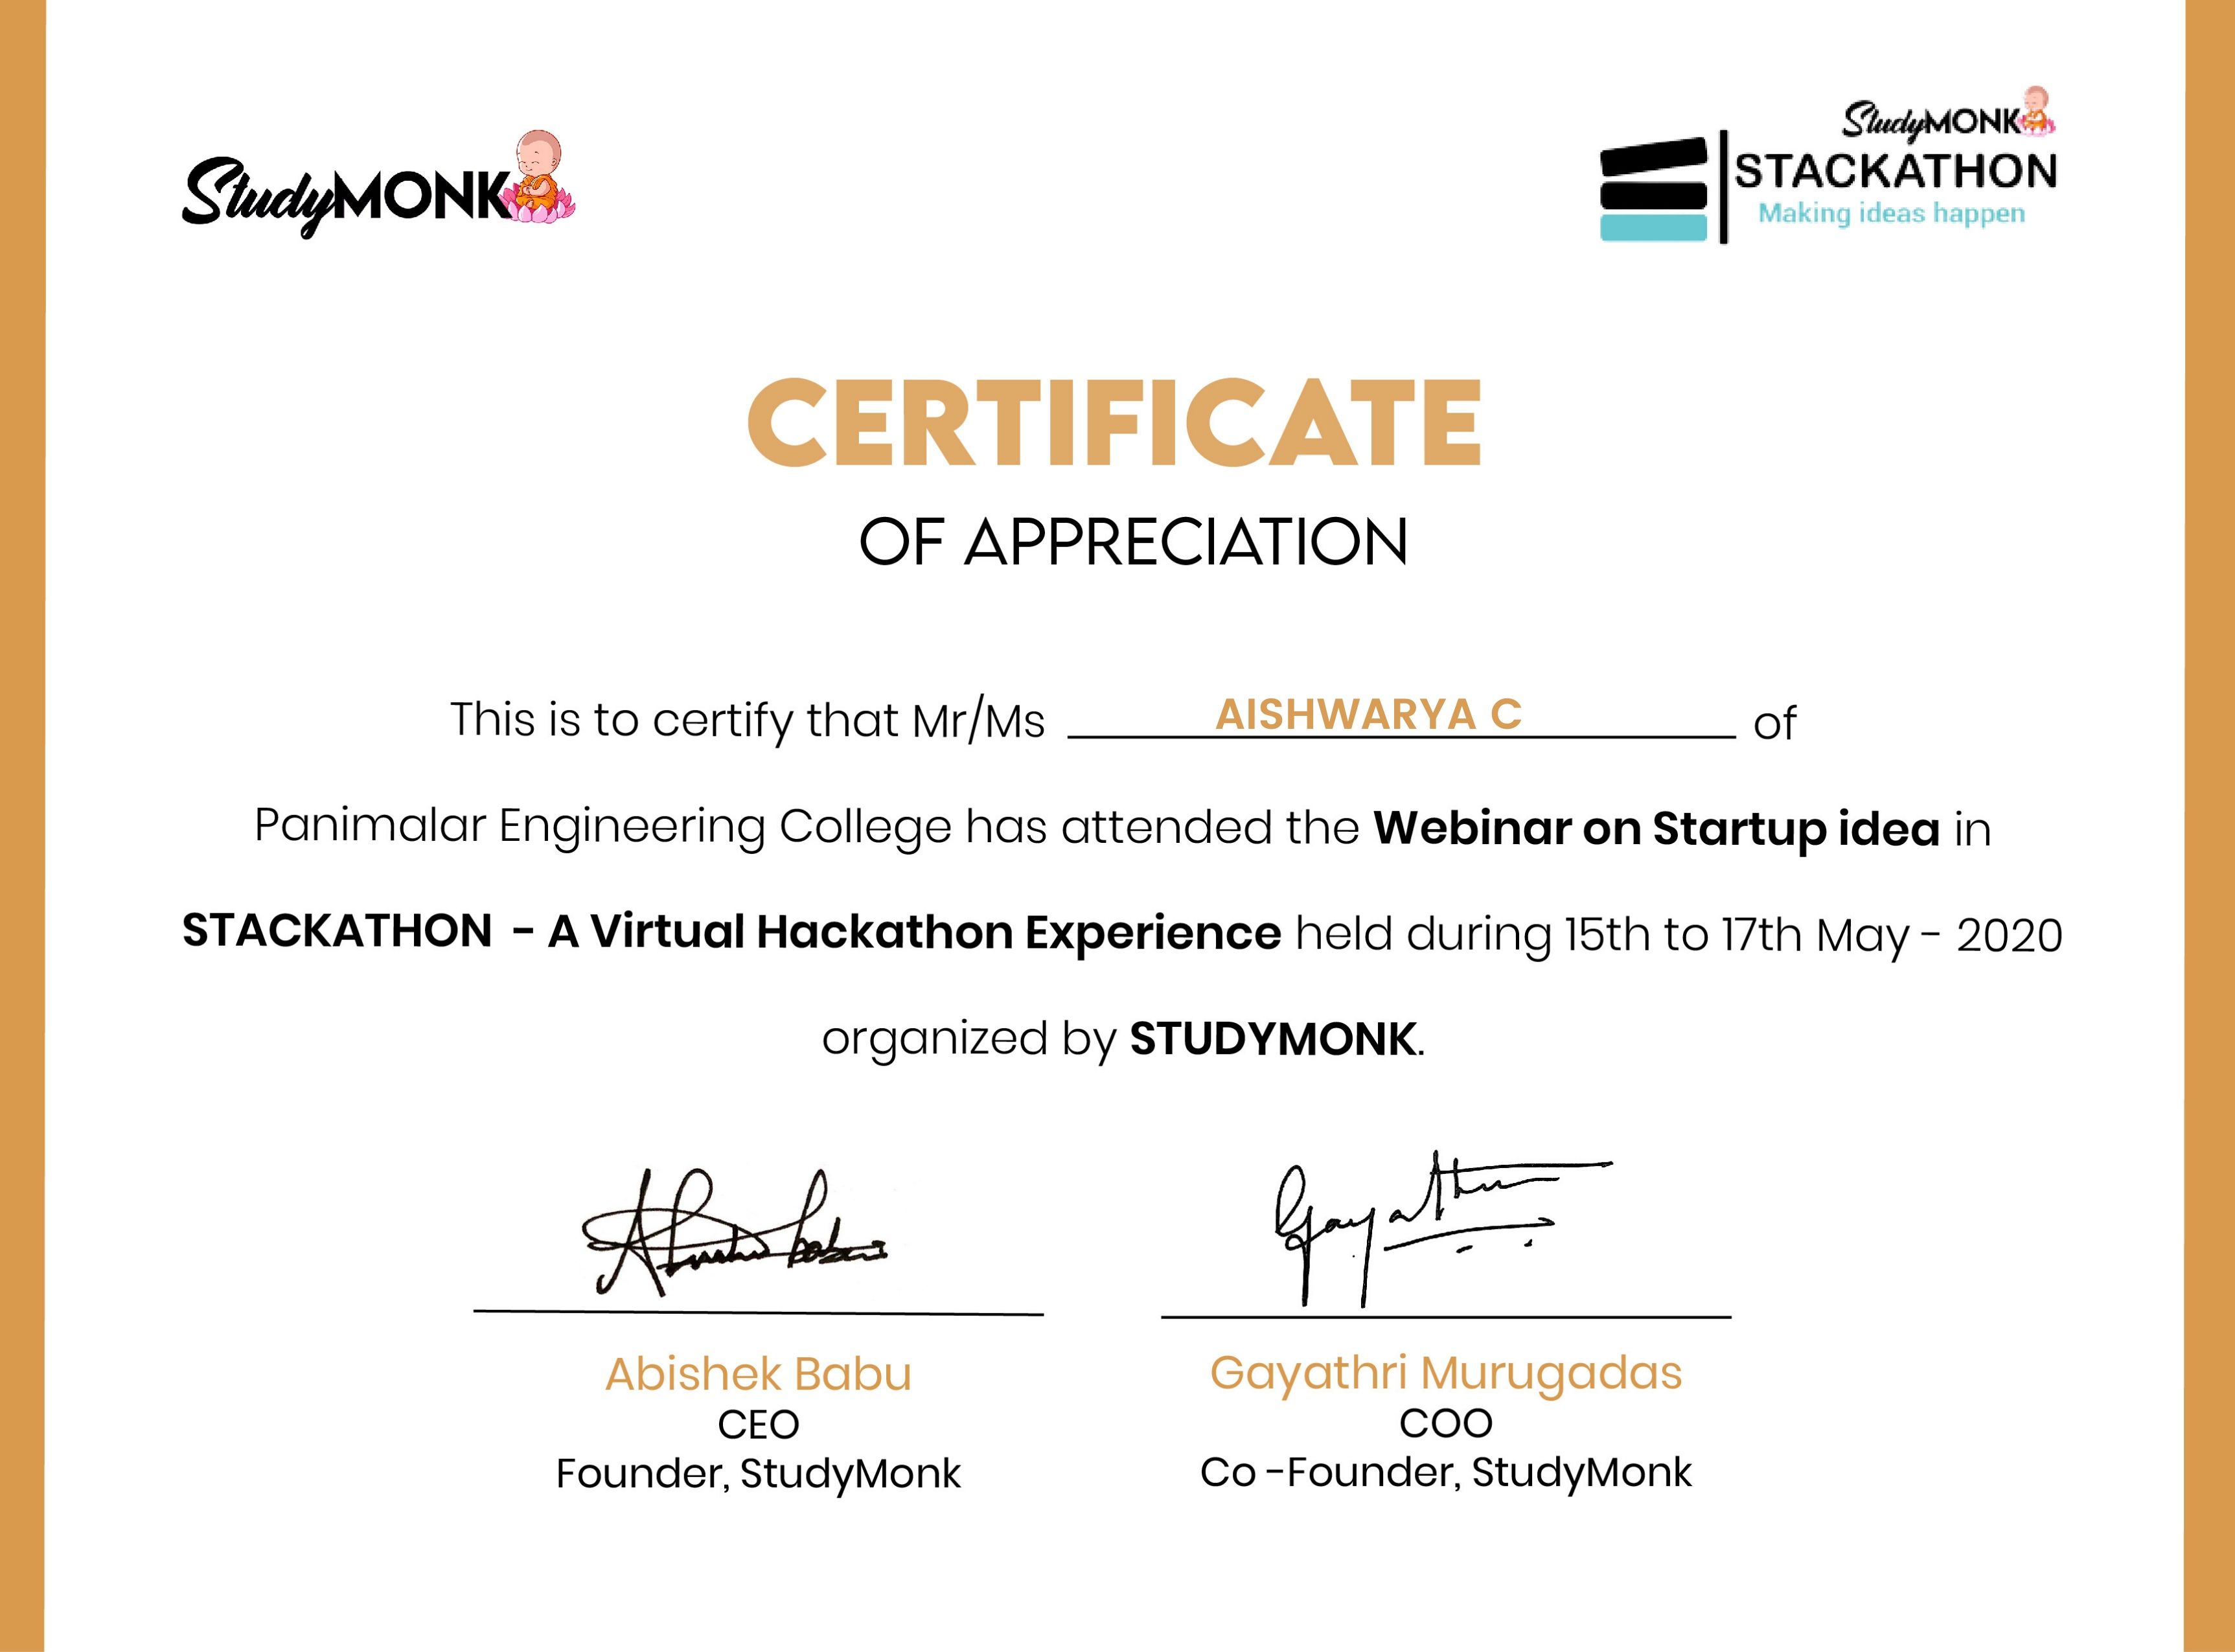 StudyMONK
StudyMONK
STACKATHON
Making ideas happen
CERTIFICATE
OF APPRECIATION
This is to certify that Mr/Ms AISHWARYA C of
Panimalar Engineering College has attended the Webinar on Startup idea in
STACKATHON - A Virtual Hackathon Experience held during 15th to 17th May - 2020
organized by STUDYMONK.
Abishek Babu
CEO
Founder, StudyMonk
Gayathri Murugadas
COO
Co -Founder, StudyMonk